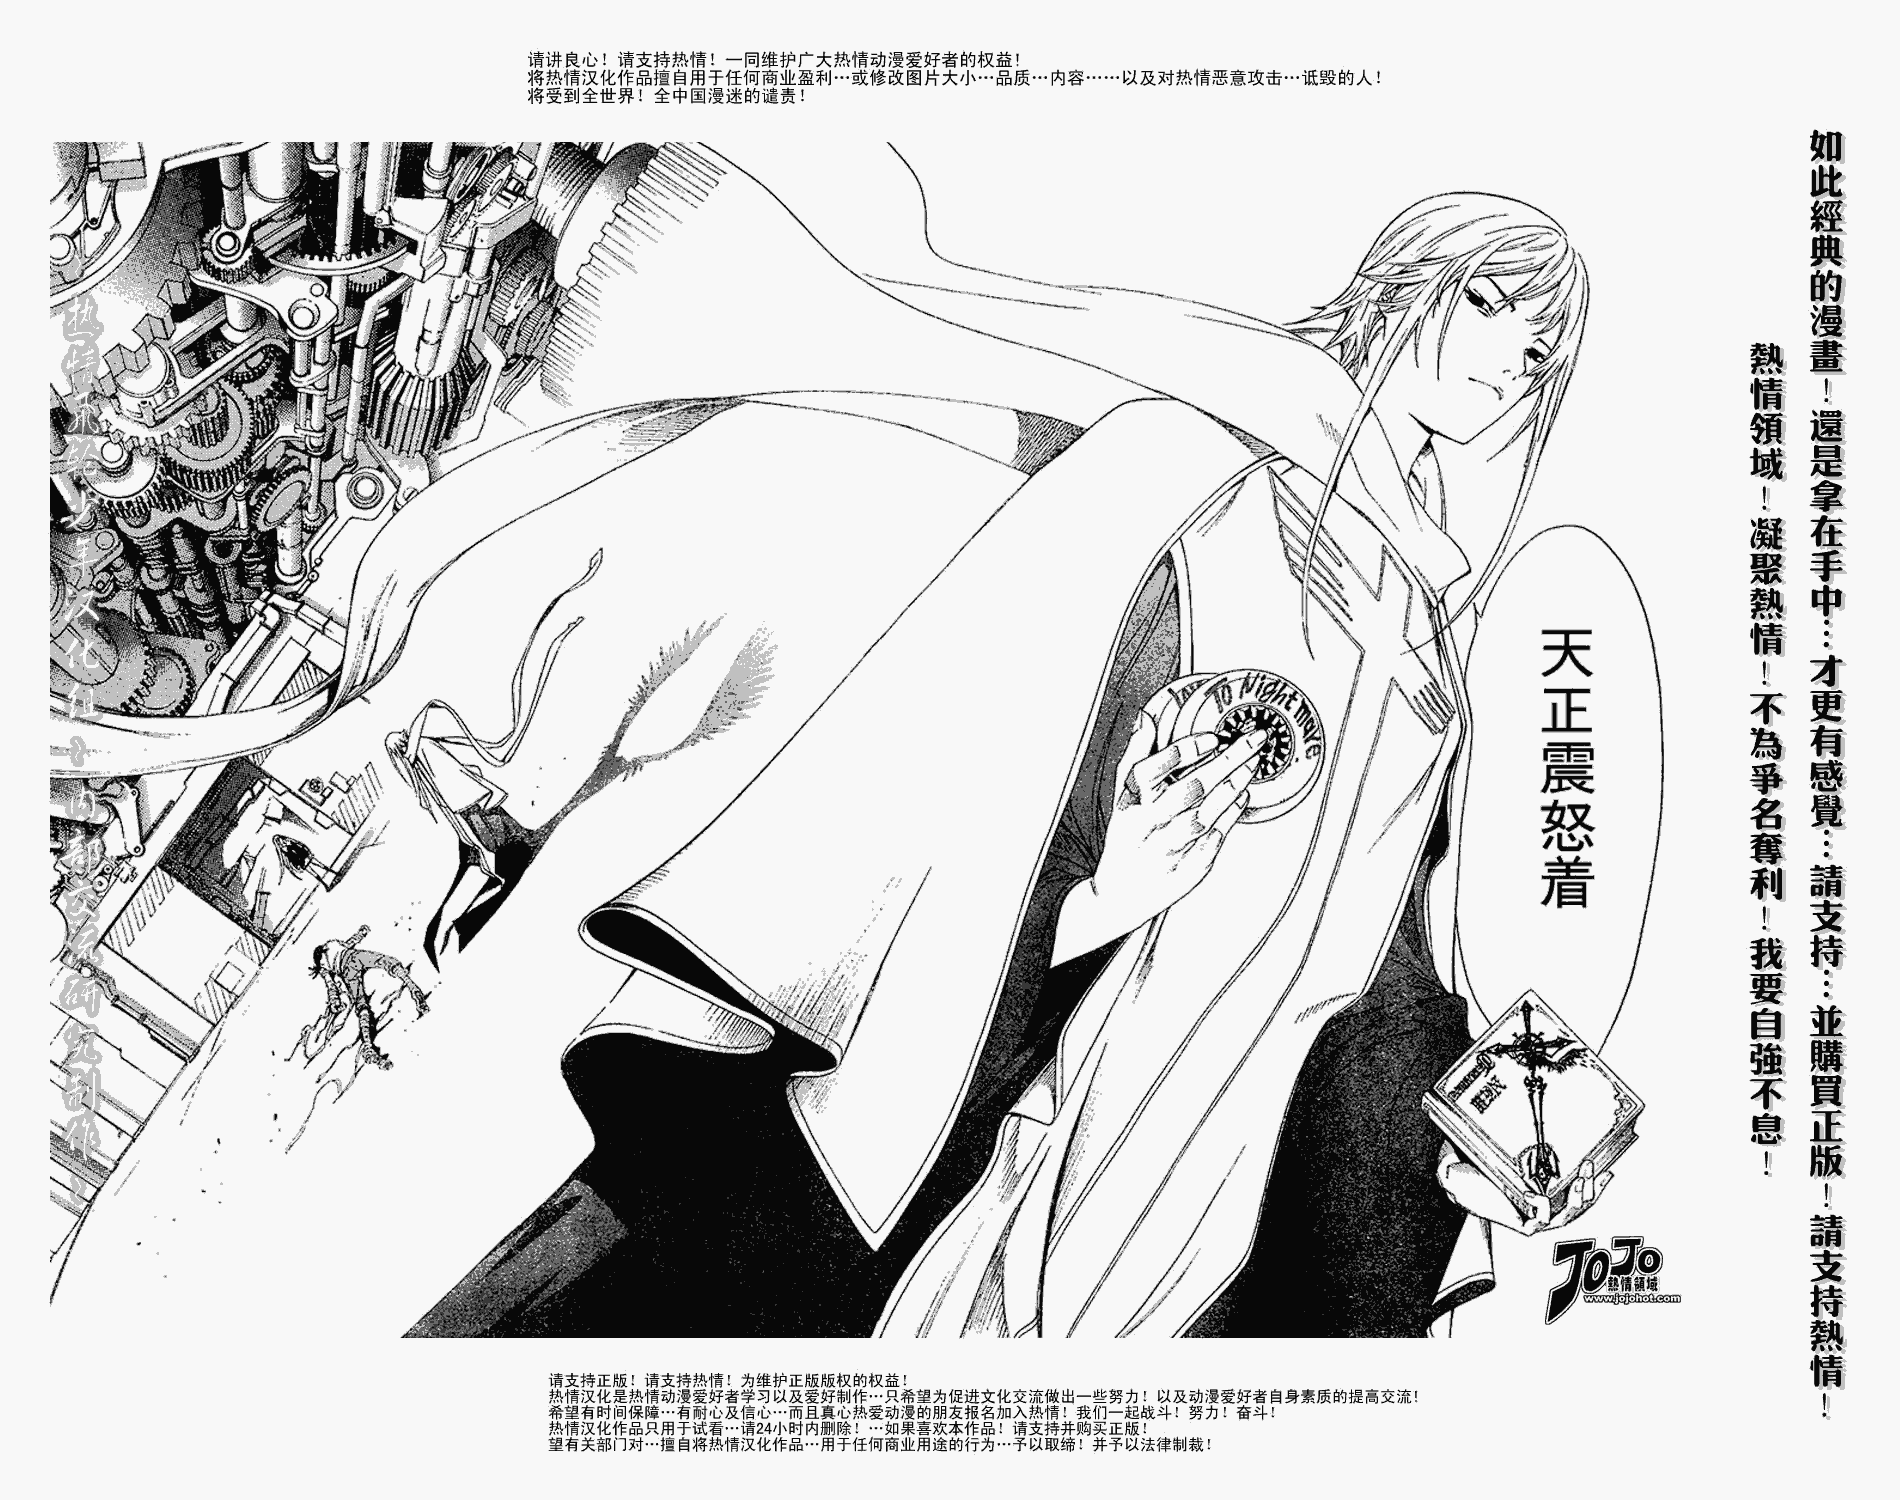 请讲良心！请支持热情！一同维护广大热情动漫爱好者的权益！
将热情汉化作品擅自用于任何商业盈利…或修改图片大小…品质…内容……以及对热情恶意攻击…诋毁的人！
将受到全世界！全中国漫迷的谴责！
如此經典的漫畫！還是拿在手中…才更有感覺…請支持…並購買正版！請支持熱情！
熱情領域！凝聚熱情！不為爭名奪利！我要自強不息！
天正震怒着
To Nightmare
热情漫 少年汉化组
内部交流研究制作
JOJO
熱情領域
www.jojohot.com
请支持正版！请支持热情！为维护正版版权的权益！
热情汉化是热情动漫爱好者学习以及爱好制作…只希望为促进文化交流做出一些努力！以及动漫爱好者自身素质的提高交流！
希望有时间保障…有耐心及信心…而且真心热爱动漫的朋友报名加入热情！我们一起战斗！努力！奋斗！
热情汉化作品只用于试看…请24小时内删除！…如果喜欢本作品！请支持并购买正版！
望有关部门对…擅自将热情汉化作品…用于任何商业用途的行为…予以取缔！并予以法律制裁！